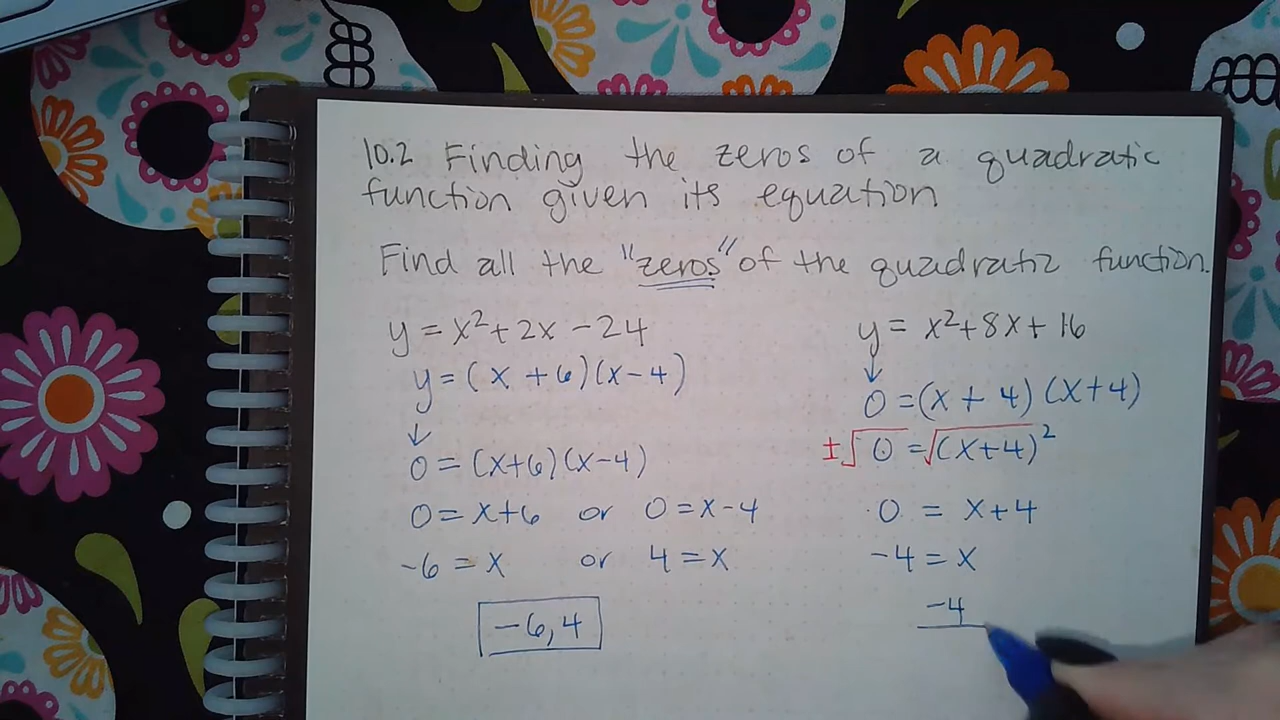 10.2 Finding the zeros of a quadratic
function given its equation
Find all the "zeros" of the quadratic function.
y = x²+2x -24
y = (x +6)(x-4)
0 = (x+6)(x-4)
0 = x+6 or 0 = x-4
-6 = x or 4 = x
-6, 4
y = x²+8x+16
0 = (x + 4)(x+4)
±√0 = √(x+4)²
0 = x+4
-4 = x
-4